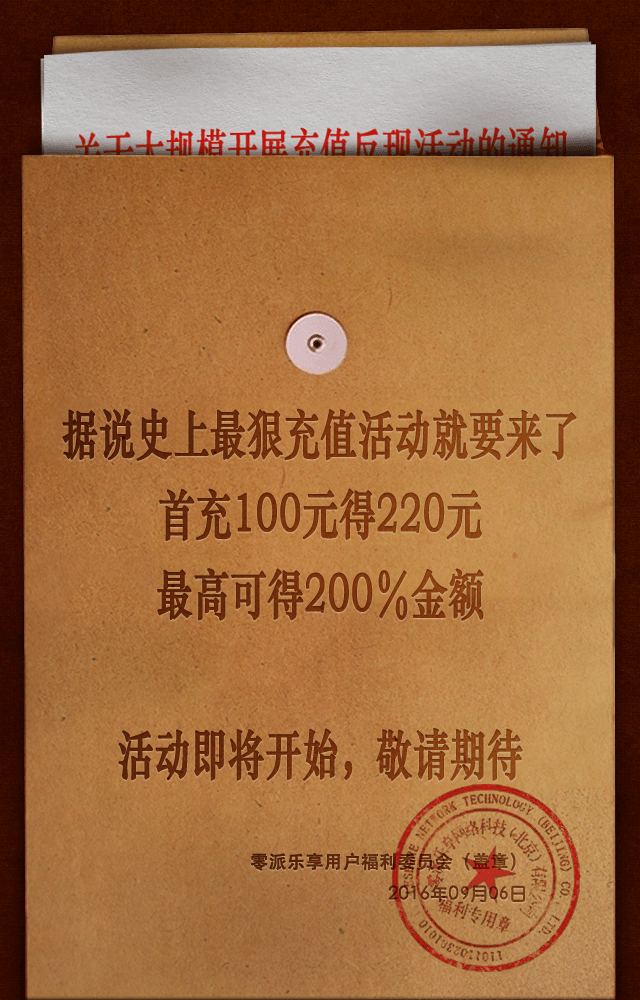 关于大规模开展充值反现活动的通知
据说史上最狠充值活动就要来了
首充100元得220元
最高可得200%金额
活动即将开始，敬请期待
零派乐享用户福利委员会（盖章）
2016年09月06日
NETWORK TECHNOLOGY (BEIJING) CO., LTD.
零派乐享网络科技（北京）有限公司
福利专用章